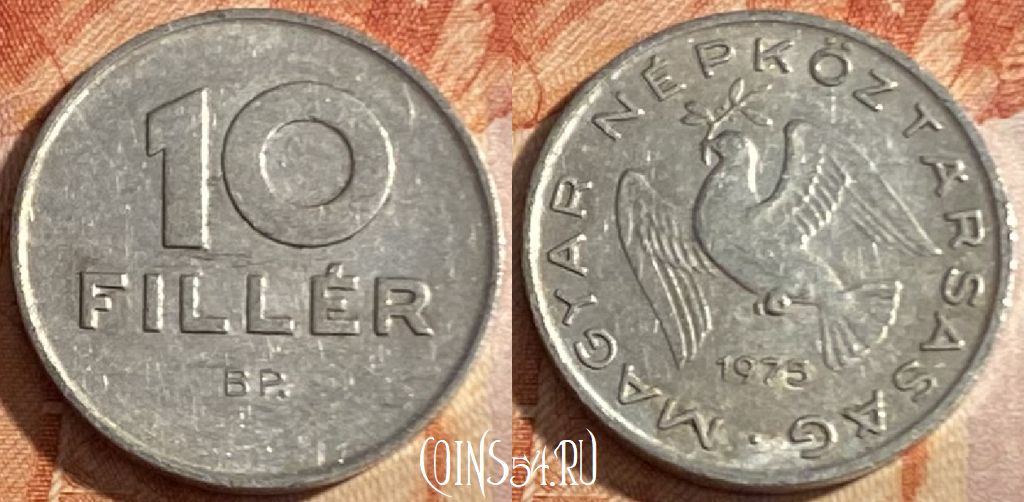 10
FILLÉR
BP.
MAGYAR NÉPKÖZTÁRSASÁG
1975
COINS54.RU